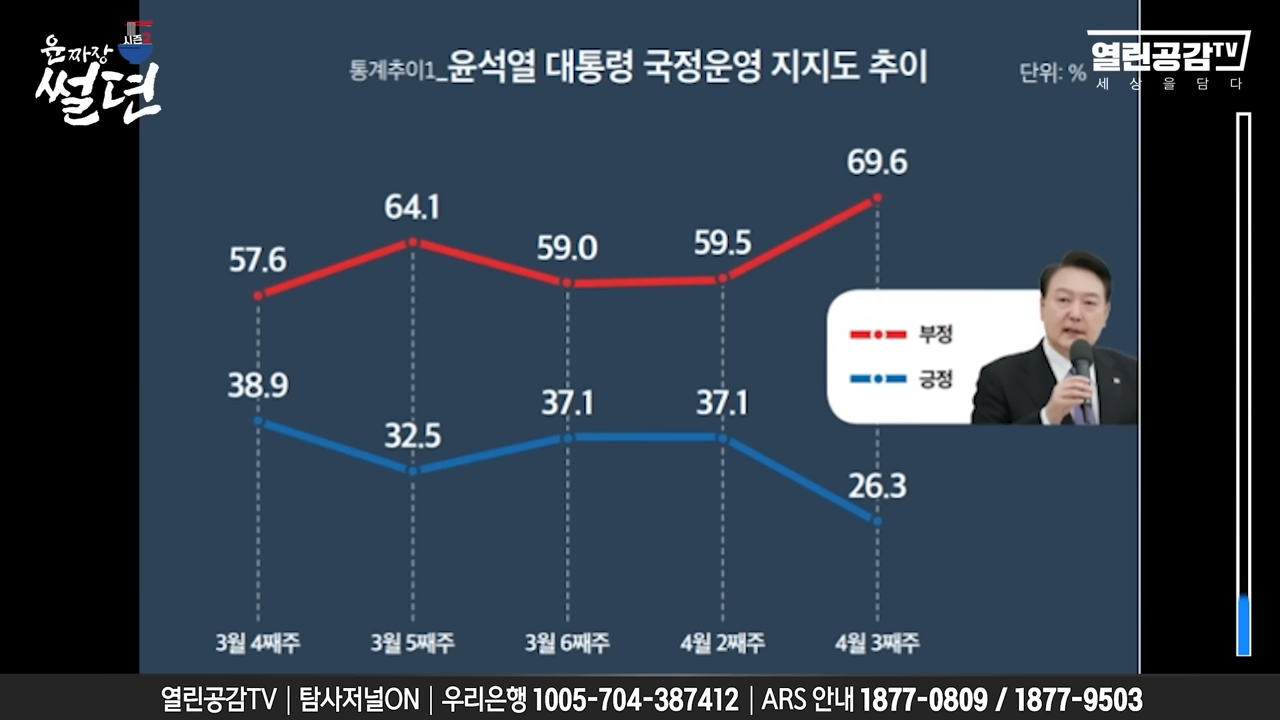 윤짜장
시즌2
썰뎐
통계추이1_윤석열 대통령 국정운영 지지도 추이
단위: %
열린공감TV
세상을담다
69.6
64.1
57.6
59.0
59.5
부정
긍정
38.9
32.5
37.1
37.1
26.3
3월 4째주
3월 5째주
3월 6째주
4월 2째주
4월 3째주
열린공감TV | 탐사저널ON | 우리은행 1005-704-387412 | ARS 안내 1877-0809 / 1877-9503